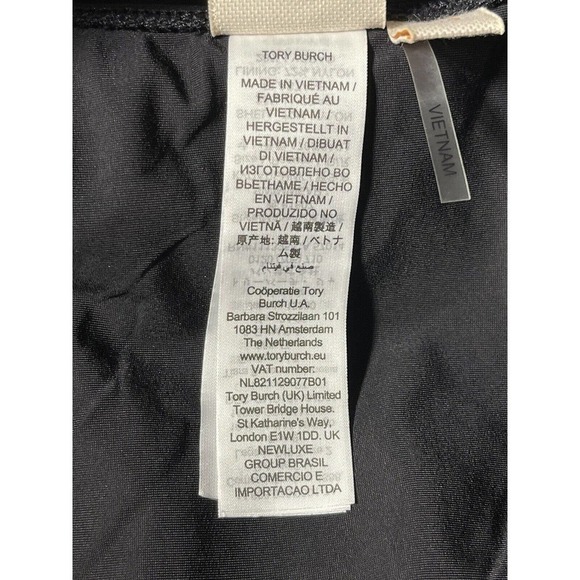 TORY BURCH
MADE IN VIETNAM /
FABRIQUÉ AU
VIETNAM /
HERGESTELLT IN
VIETNAM / DIBUAT
DI VIETNAM /
ИЗГОТОВЛЕНО ВО
ВЬЕТНАМЕ / HECHO
EN VIETNAM /
PRODUZIDO NO
VIETNÃ / 越南製造 /
原产地: 越南 / ベトナ
ム製
صنع في فيتنام
Coöperatie Tory
Burch U.A.
Barbara Strozzilaan 101
1083 HN Amsterdam
The Netherlands
www.toryburch.eu
VAT number:
NL821129077B01
Tory Burch (UK) Limited
Tower Bridge House.
St Katharine's Way,
London E1W 1DD. UK
NEWLUXE
GROUP BRASIL
COMERCIO E
IMPORTACAO LTDA
VIETNAM